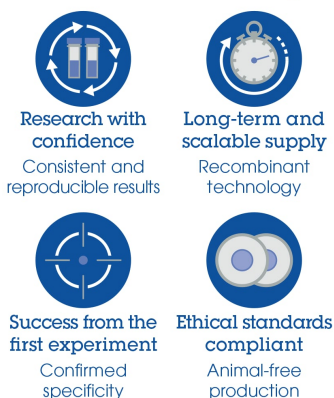 Research with
confidence
Consistent and
reproducible results
Long-term and
scalable supply
Recombinant
technology
Success from the
first experiment
Confirmed
specificity
Ethical standards
compliant
Animal-free
production